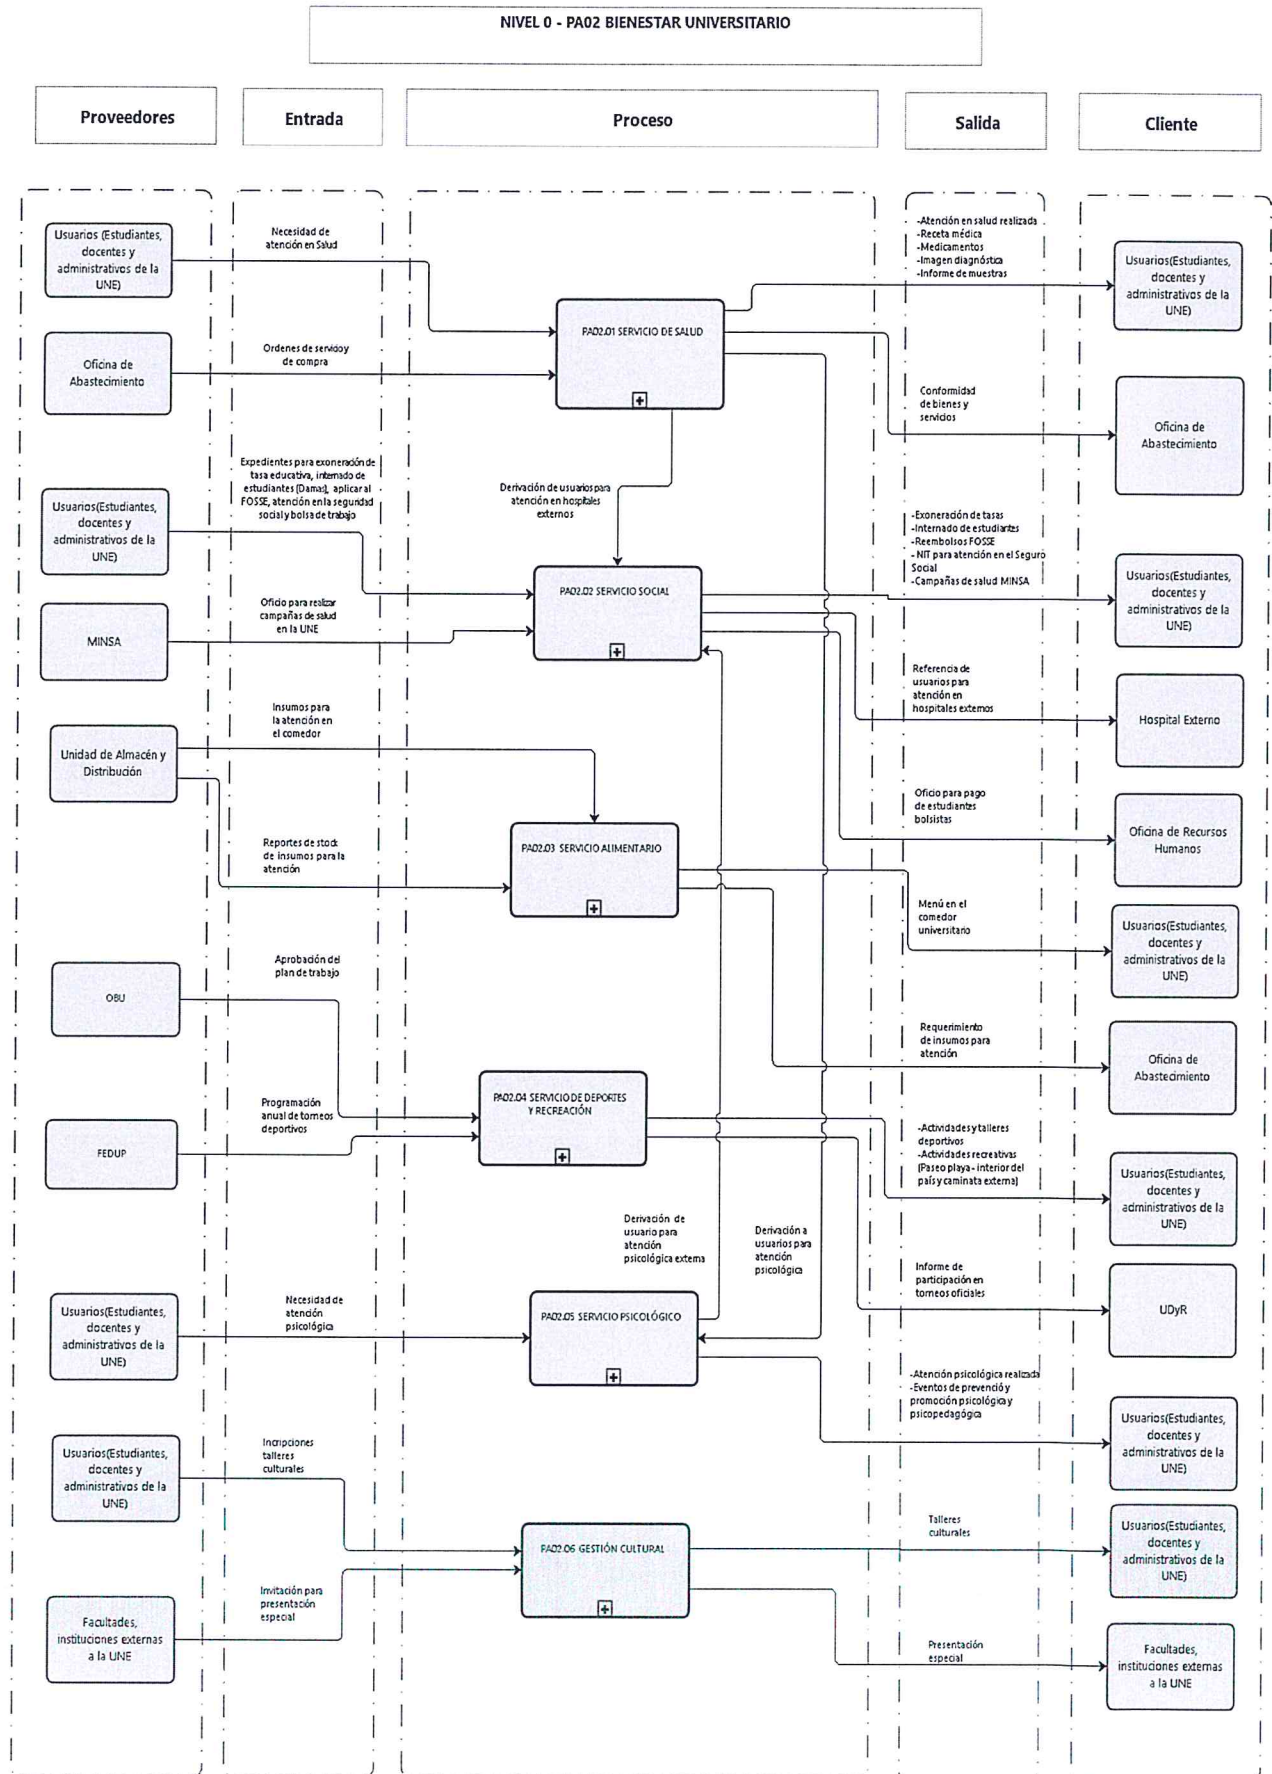 NIVEL 0 - PA02 BIENESTAR UNIVERSITARIO
Proveedores
Entrada
Proceso
Salida
Cliente
Usuarios (Estudiantes,
docentes y
administrativos de la
UNE)
Necesidad de
atención en Salud
PA02.01 SERVICIO DE SALUD
-Atención en salud realizada
-Receta médica
-Medicamentos
-Imagen diagnóstica
-Informe de muestras
Usuarios(Estudiantes,
docentes y
administrativos de la
UNE)
Oficina de
Abastecimiento
Ordenes de servicio y
de compra
Conformidad
de bienes y
servicios
Oficina de
Abastecimiento
Derivación de usuarios para
atención en hospitales
externos
Usuarios(Estudiantes,
docentes y
administrativos de la
UNE)
Expedientes para exoneración de
tasa educativa, internado de
estudiantes (Damas), aplicar al
FOSSE, atención en la seguridad
social y bolsa de trabajo
PA02.02 SERVICIO SOCIAL
-Exoneración de tasas
-Internado de estudiantes
-Reembolsos FOSSE
- NIT para atención en el Seguro
Social
-Campañas de salud MINSA
Usuarios(Estudiantes,
docentes y
administrativos de la
UNE)
MINSA
Oficio para realizar
campañas de salud
en la UNE
Referencia de
usuarios para
atención en
hospitales externos
Hospital Externo
Unidad de Almacén y
Distribución
Insumos para
la atención en
el comedor
Oficio para pago
de estudiantes
bolsistas
Oficina de Recursos
Humanos
Reportes de stock
de insumos para la
atención
PA02.03 SERVICIO ALIMENTARIO
Menú en el
comedor
universitario
Usuarios(Estudiantes,
docentes y
administrativos de la
UNE)
OBU
Aprobación del
plan de trabajo
Requerimiento
de insumos para
atención
Oficina de
Abastecimiento
FEDUP
Programación
anual de torneos
deportivos
PA02.04 SERVICIO DE DEPORTES
Y RECREACIÓN
-Actividades y talleres
deportivos
-Actividades recreativas
(Paseo playa - interior del
país y caminata externa)
Usuarios(Estudiantes,
docentes y
administrativos de la
UNE)
Derivación de
usuario para
atención
psicológica externa
Derivación a
usuarios para
atención
psicológica
Informe de
participación en
torneos oficiales
UDyR
Usuarios(Estudiantes,
docentes y
administrativos de la
UNE)
Necesidad de
atención
psicológica
PA02.05 SERVICIO PSICOLÓGICO
-Atención psicológica realizada
-Eventos de prevención y
promoción psicológica y
psicopedagógica
Usuarios(Estudiantes,
docentes y
administrativos de la
UNE)
Usuarios(Estudiantes,
docentes y
administrativos de la
UNE)
Incripciones
talleres
culturales
PA02.06 GESTIÓN CULTURAL
Talleres
culturales
Usuarios(Estudiantes,
docentes y
administrativos de la
UNE)
Facultades,
instituciones externas
a la UNE
Invitación para
presentación
especial
Presentación
especial
Facultades,
instituciones externas
a la UNE